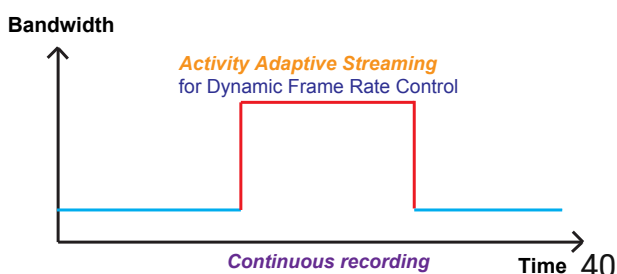 Bandwidth
Activity Adaptive Streaming
for Dynamic Frame Rate Control
Continuous recording
Time 40